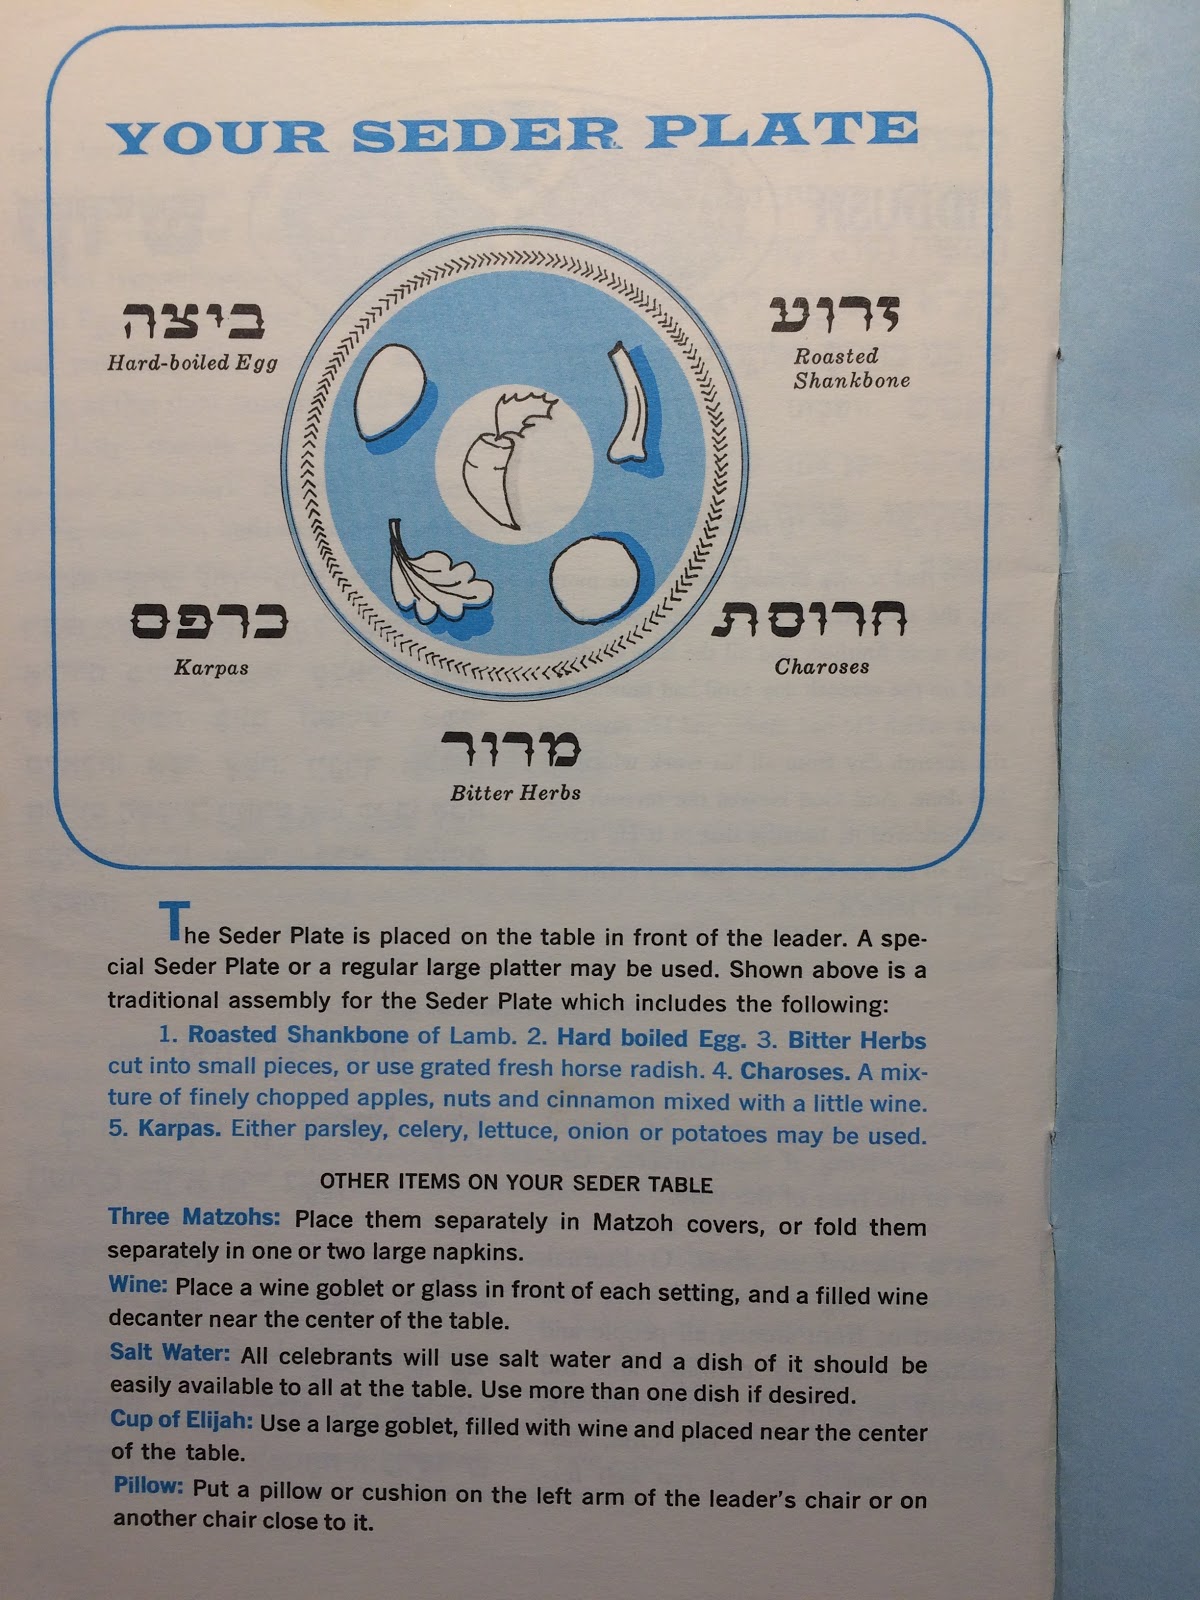 YOUR SEDER PLATE
ביצה
Hard-boiled Egg
זרוע
Roasted
Shankbone
כרפס
Karpas
חרוסת
Charoses
מרור
Bitter Herbs
The Seder Plate is placed on the table in front of the leader. A spe-
cial Seder Plate or a regular large platter may be used. Shown above is a
traditional assembly for the Seder Plate which includes the following:
1. Roasted Shankbone of Lamb. 2. Hard boiled Egg. 3. Bitter Herbs
cut into small pieces, or use grated fresh horse radish. 4. Charoses. A mix-
ture of finely chopped apples, nuts and cinnamon mixed with a little wine.
5. Karpas. Either parsley, celery, lettuce, onion or potatoes may be used.
OTHER ITEMS ON YOUR SEDER TABLE
Three Matzohs: Place them separately in Matzoh covers, or fold them
separately in one or two large napkins.
Wine: Place a wine goblet or glass in front of each setting, and a filled wine
decanter near the center of the table.
Salt Water: All celebrants will use salt water and a dish of it should be
easily available to all at the table. Use more than one dish if desired.
Cup of Elijah: Use a large goblet, filled with wine and placed near the center
of the table.
Pillow: Put a pillow or cushion on the left arm of the leader's chair or on
another chair close to it.